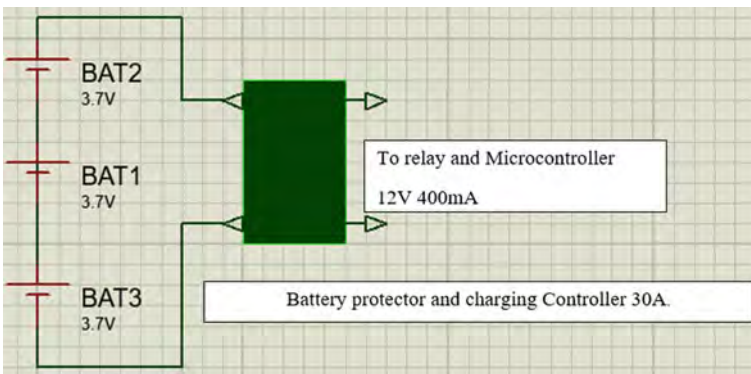 BAT2
3.7V
BAT1
3.7V
To relay and Microcontroller
12V 400mA
BAT3
3.7V
Battery protector and charging Controller 30A.